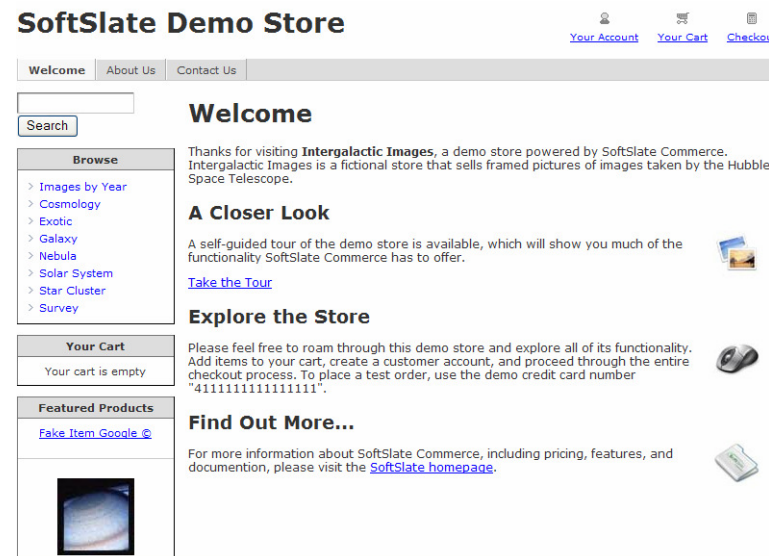 SoftSlate Demo Store
Your Account Your Cart Checkou
Welcome About Us Contact Us
Search
Browse
Images by Year
Cosmology
Exotic
Galaxy
Nebula
Solar System
Star Cluster
Survey
Your Cart
Your cart is empty
Featured Products
Fake Item Google ©
Welcome
Thanks for visiting Intergalactic Images, a demo store powered by SoftSlate Commerce.
Intergalactic Images is a fictional store that sells framed pictures of images taken by the Hubble
Space Telescope.
A Closer Look
A self-guided tour of the demo store is available, which will show you much of the
functionality SoftSlate Commerce has to offer.
Take the Tour
Explore the Store
Please feel free to roam through this demo store and explore all of its functionality.
Add items to your cart, create a customer account, and proceed through the entire
checkout process. To place a test order, use the demo credit card number
"4111111111111111".
Find Out More...
For more information about SoftSlate Commerce, including pricing, features, and
documention, please visit the SoftSlate homepage.